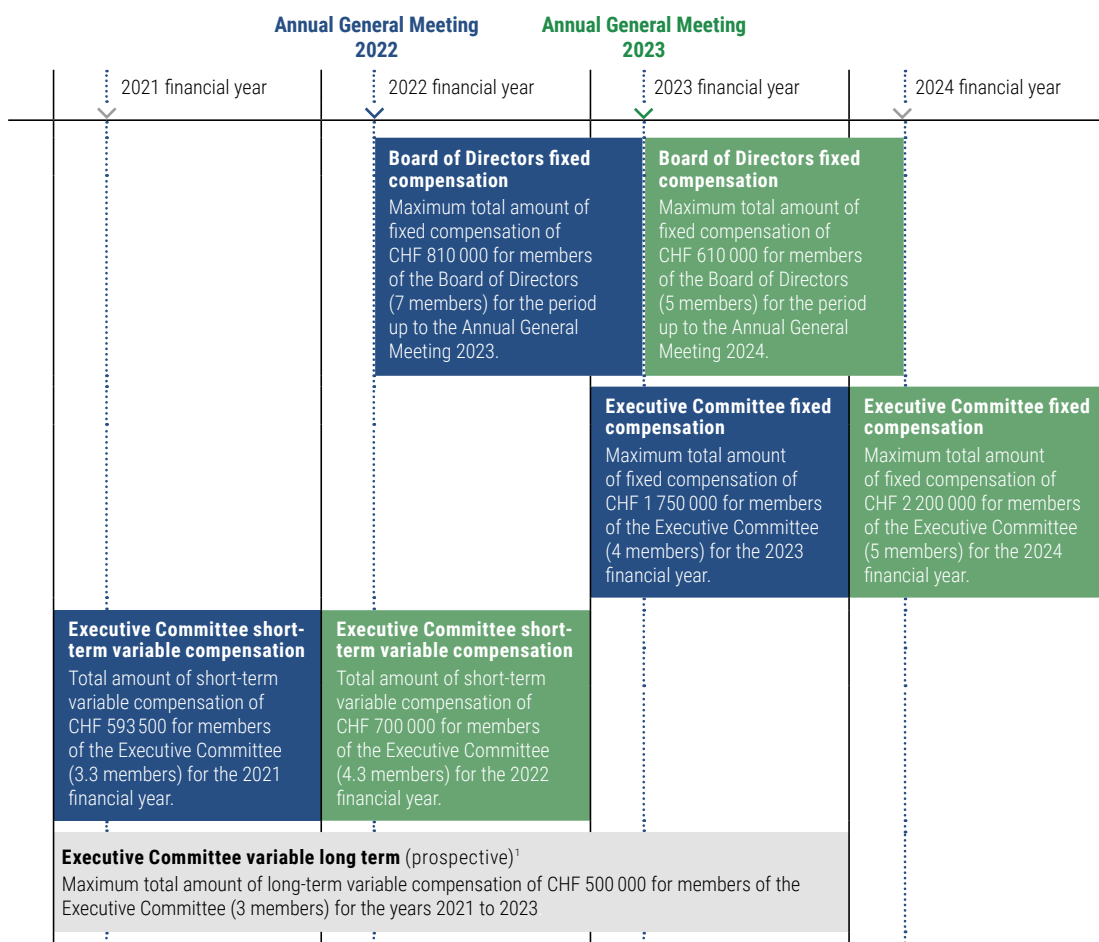 Annual General Meeting
2022
Annual General Meeting
2023
2021 financial year
2022 financial year
2023 financial year
2024 financial year
Board of Directors fixed
compensation
Maximum total amount of
fixed compensation of
CHF 810 000 for members
of the Board of Directors
(7 members) for the period
up to the Annual General
Meeting 2023.
Board of Directors fixed
compensation
Maximum total amount of
fixed compensation of
CHF 610 000 for members
of the Board of Directors
(5 members) for the period
up to the Annual General
Meeting 2024.
Executive Committee fixed
compensation
Maximum total amount
of fixed compensation of
CHF 1 750 000 for members
of the Executive Committee
(4 members) for the 2023
financial year.
Executive Committee fixed
compensation
Maximum total amount
of fixed compensation of
CHF 2 200 000 for members
of the Executive Committee
(5 members) for the 2024
financial year.
Executive Committee short-
term variable compensation
Total amount of short-term
variable compensation of
CHF 593 500 for members
of the Executive Committee
(3.3 members) for the 2021
financial year.
Executive Committee short-
term variable compensation
Total amount of short-term
variable compensation of
CHF 700 000 for members
of the Executive Committee
(4.3 members) for the 2022
financial year.
Executive Committee variable long term (prospective)¹
Maximum total amount of long-term variable compensation of CHF 500 000 for members of the
Executive Committee (3 members) for the years 2021 to 2023